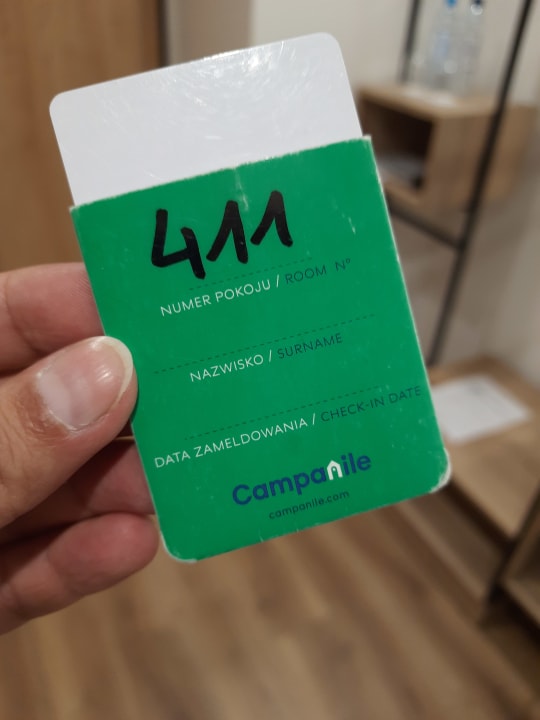 411
NUMER POKOJU / ROOM N°
NAZWISKO / SURNAME
DATA ZAMELDOWANIA / CHECK-IN DATE
Campanile
campanile.com